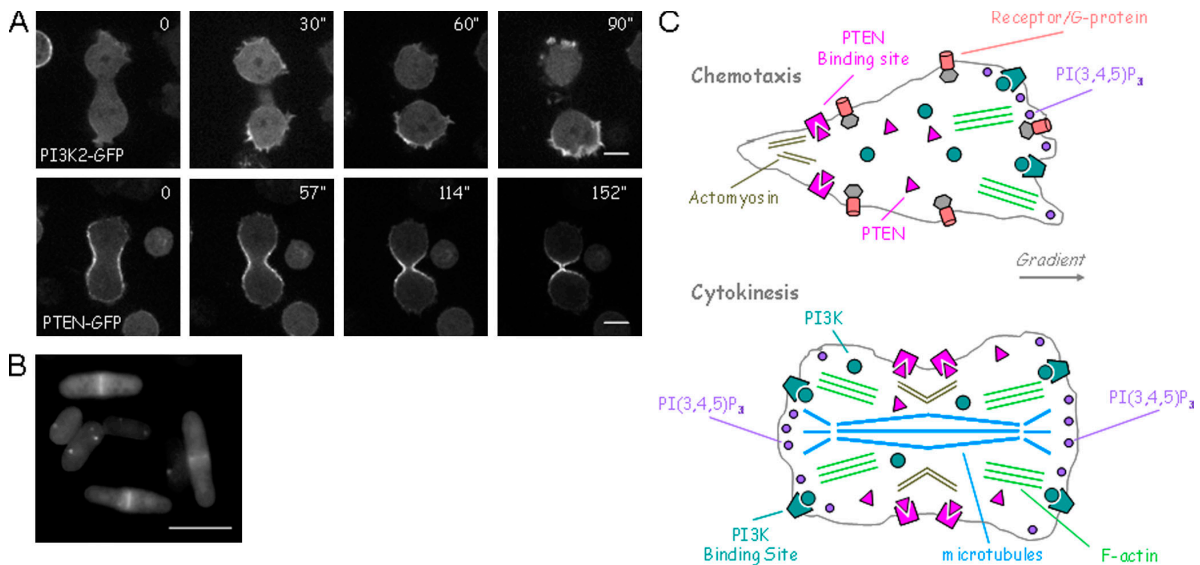 A
0
30"
60"
90"
PI3K2-GFP
0
57"
114"
152"
PTEN-GFP
B
C
Receptor/G-protein
PTEN
Binding site
PI(3,4,5)P3
Chemotaxis
Actomyosin
PTEN
Gradient
Cytokinesis
PI3K
PI(3,4,5)P3
PI(3,4,5)P3
PI3K
Binding Site
microtubules
F-actin